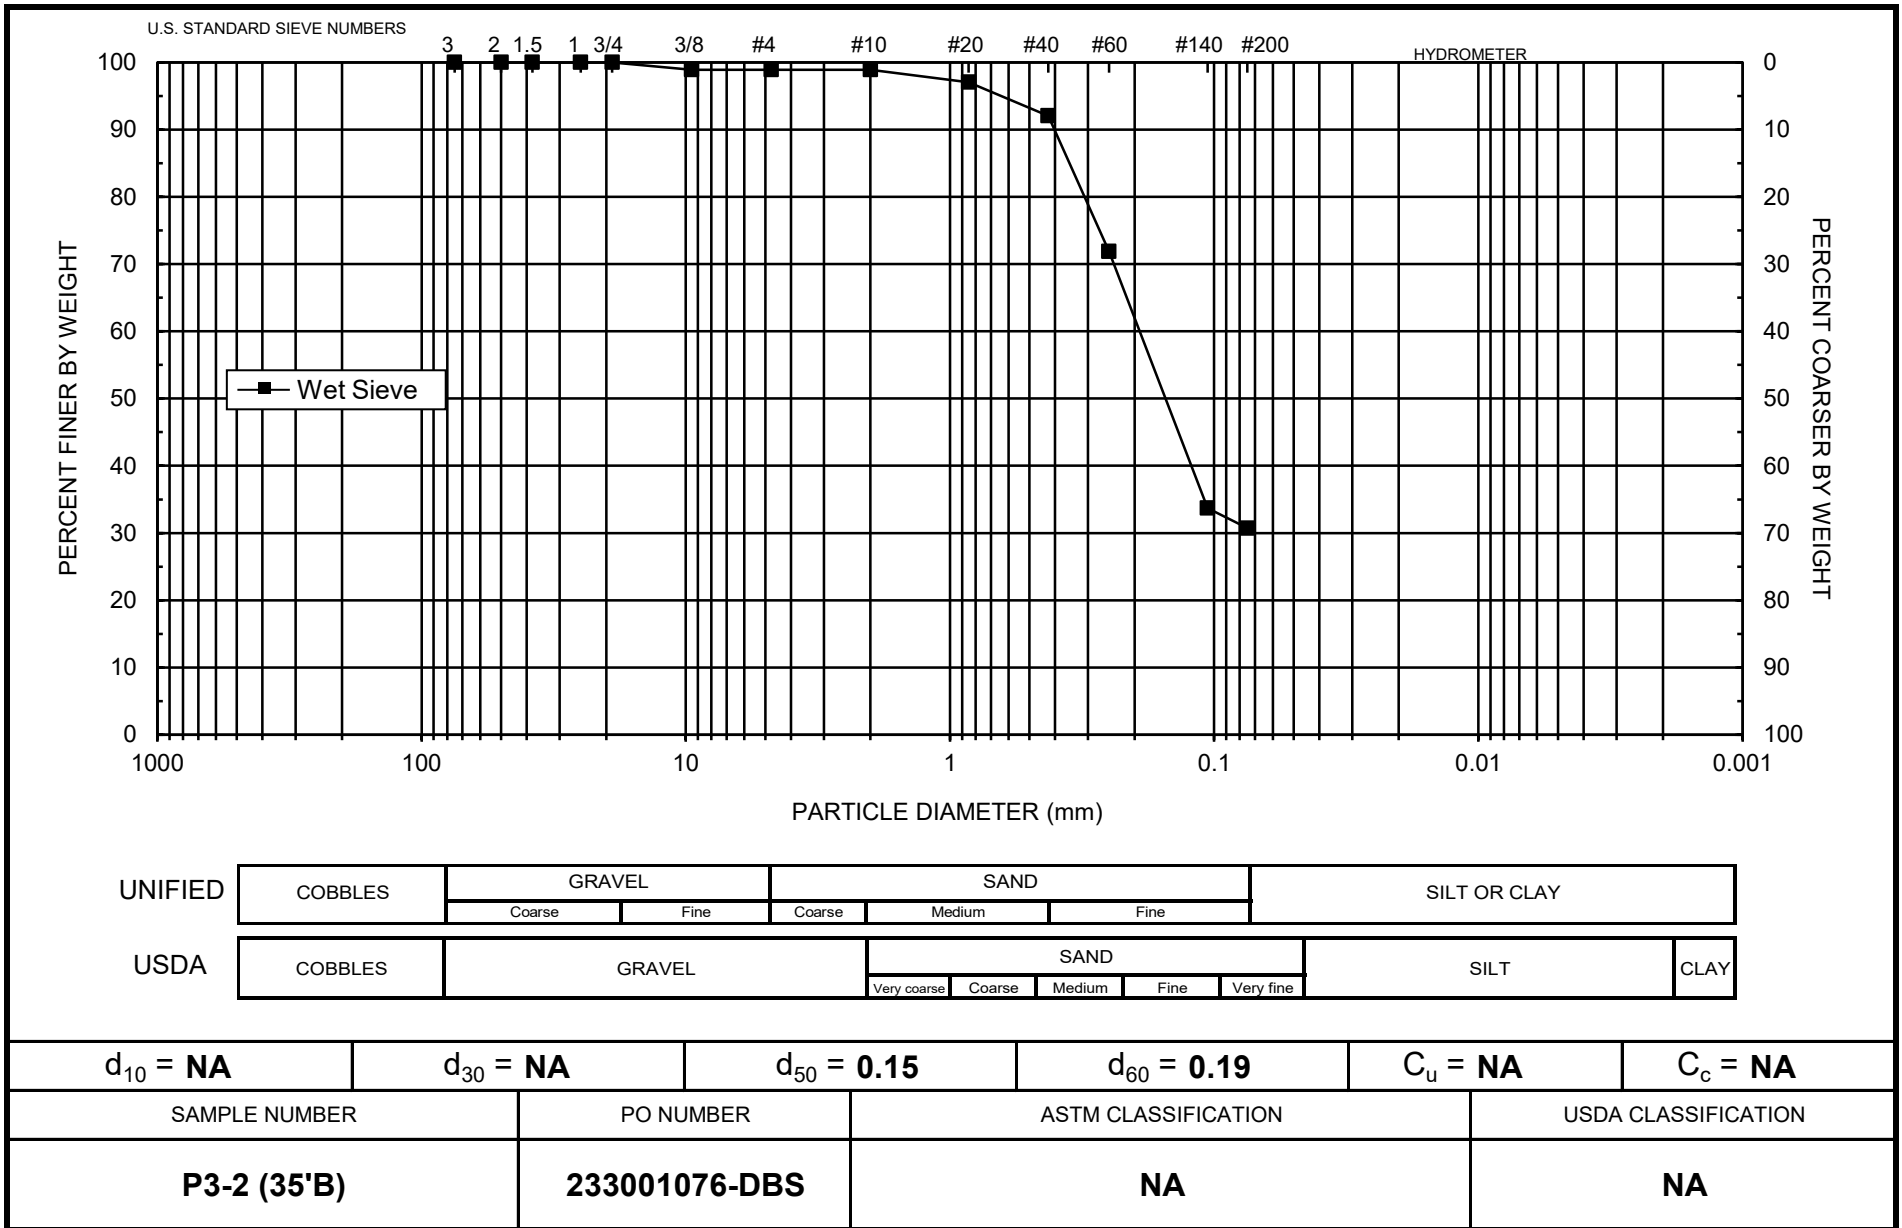 U.S. STANDARD SIEVE NUMBERS
3 2 1.5 1 3/4 3/8 #4 #10 #20 #40 #60 #140 #200
HYDROMETER
100
90
80
70
60
50
40
30
20
10
0
PERCENT FINER BY WEIGHT
Wet Sieve
0
10
20
30
40
50
60
70
80
90
100
PERCENT COARSER BY WEIGHT
1000 100 10 1 0.1 0.01 0.001
PARTICLE DIAMETER (mm)
UNIFIED
COBBLES
GRAVEL
Coarse Fine
SAND
Coarse Medium Fine
SILT OR CLAY
USDA
COBBLES
GRAVEL
SAND
Very coarse Coarse Medium Fine Very fine
SILT
CLAY
d10 = NA
d30 = NA
d50 = 0.15
d60 = 0.19
Cu = NA
Cc = NA
SAMPLE NUMBER
PO NUMBER
ASTM CLASSIFICATION
USDA CLASSIFICATION
P3-2 (35'B)
233001076-DBS
NA
NA